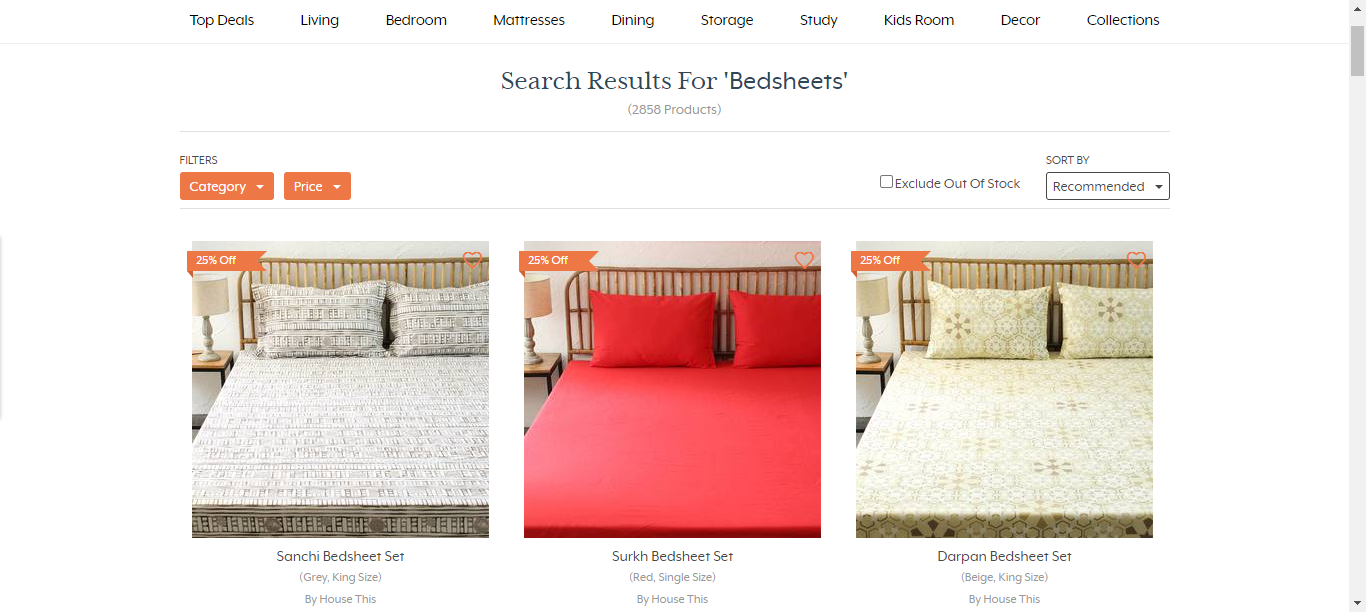 Top Deals Living Bedroom Mattresses Dining Storage Study Kids Room Decor Collections
Search Results For 'Bedsheets'
(2858 Products)
FILTERS SORT BY
Category Price Exclude Out Of Stock Recommended
25% Off 25% Off 25% Off
Sanchi Bedsheet Set Surkh Bedsheet Set Darpan Bedsheet Set
(Grey, King Size) (Red, Single Size) (Beige, King Size)
By House This By House This By House This